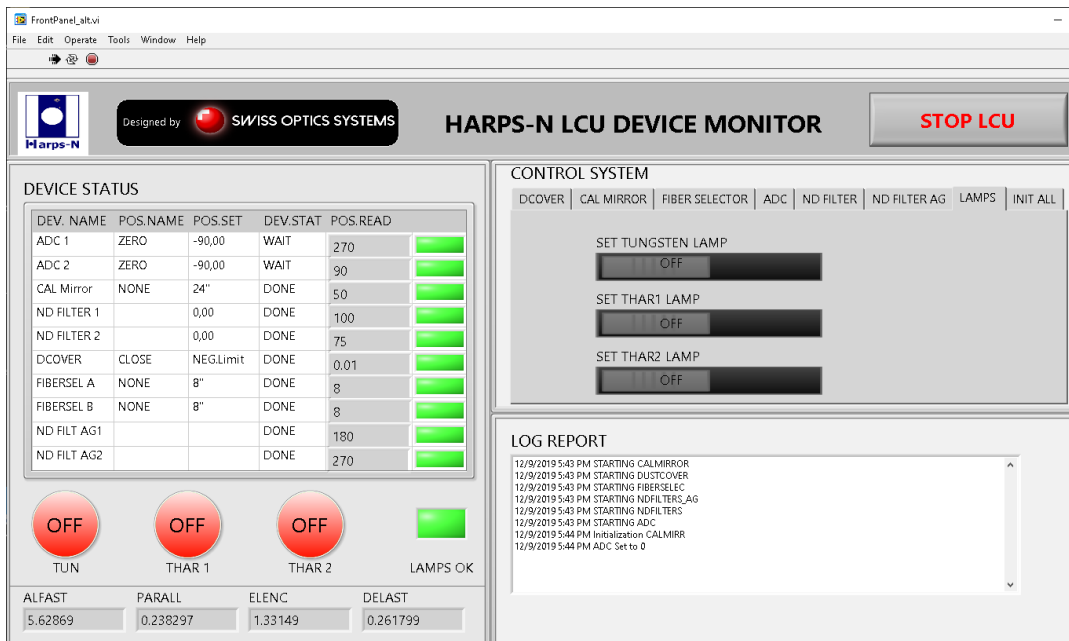 FrontPanel_alt.vi
File Edit Operate Tools Window Help
Harps-N
Designed by SWISS OPTICS SYSTEMS
HARPS-N LCU DEVICE MONITOR
STOP LCU
DEVICE STATUS
DEV. NAME POS.NAME POS.SET DEV.STAT POS.READ
ADC 1 ZERO -90,00 WAIT 270
ADC 2 ZERO -90,00 WAIT 90
CAL Mirror NONE 24" DONE 50
ND FILTER 1 0,00 DONE 100
ND FILTER 2 0,00 DONE 75
DCOVER CLOSE NEG.Limit DONE 0.01
FIBERSEL A NONE 8" DONE 8
FIBERSEL B NONE 8" DONE 8
ND FILT AG1 DONE 180
ND FILT AG2 DONE 270
OFF OFF OFF
TUN THAR 1 THAR 2 LAMPS OK
ALFAST PARALL ELENC DELAST
5.62869 0.238297 1.33149 0.261799
CONTROL SYSTEM
DCOVER CAL MIRROR FIBER SELECTOR ADC ND FILTER ND FILTER AG LAMPS INIT ALL
SET TUNGSTEN LAMP
OFF
SET THAR1 LAMP
OFF
SET THAR2 LAMP
OFF
LOG REPORT
12/9/2019 5:43 PM STARTING CALMIRROR
12/9/2019 5:43 PM STARTING DUSTCOVER
12/9/2019 5:43 PM STARTING FIBERSELEC
12/9/2019 5:43 PM STARTING NDFILTERS_AG
12/9/2019 5:43 PM STARTING NDFILTERS
12/9/2019 5:43 PM STARTING ADC
12/9/2019 5:44 PM Initialization CALMIRR
12/9/2019 5:44 PM ADC Set to 0